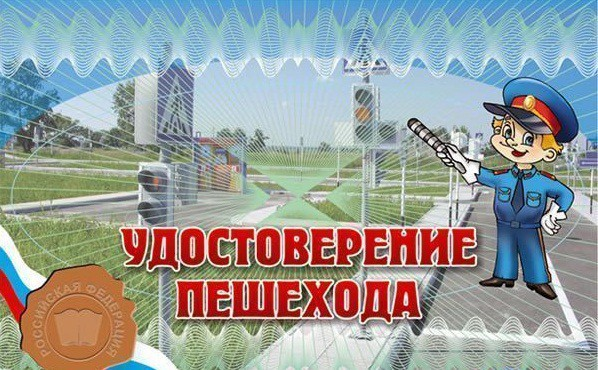 УДОСТОВЕРЕНИЕ
ПЕШЕХОДА
РОССИЙСКАЯ ФЕДЕРАЦИЯ